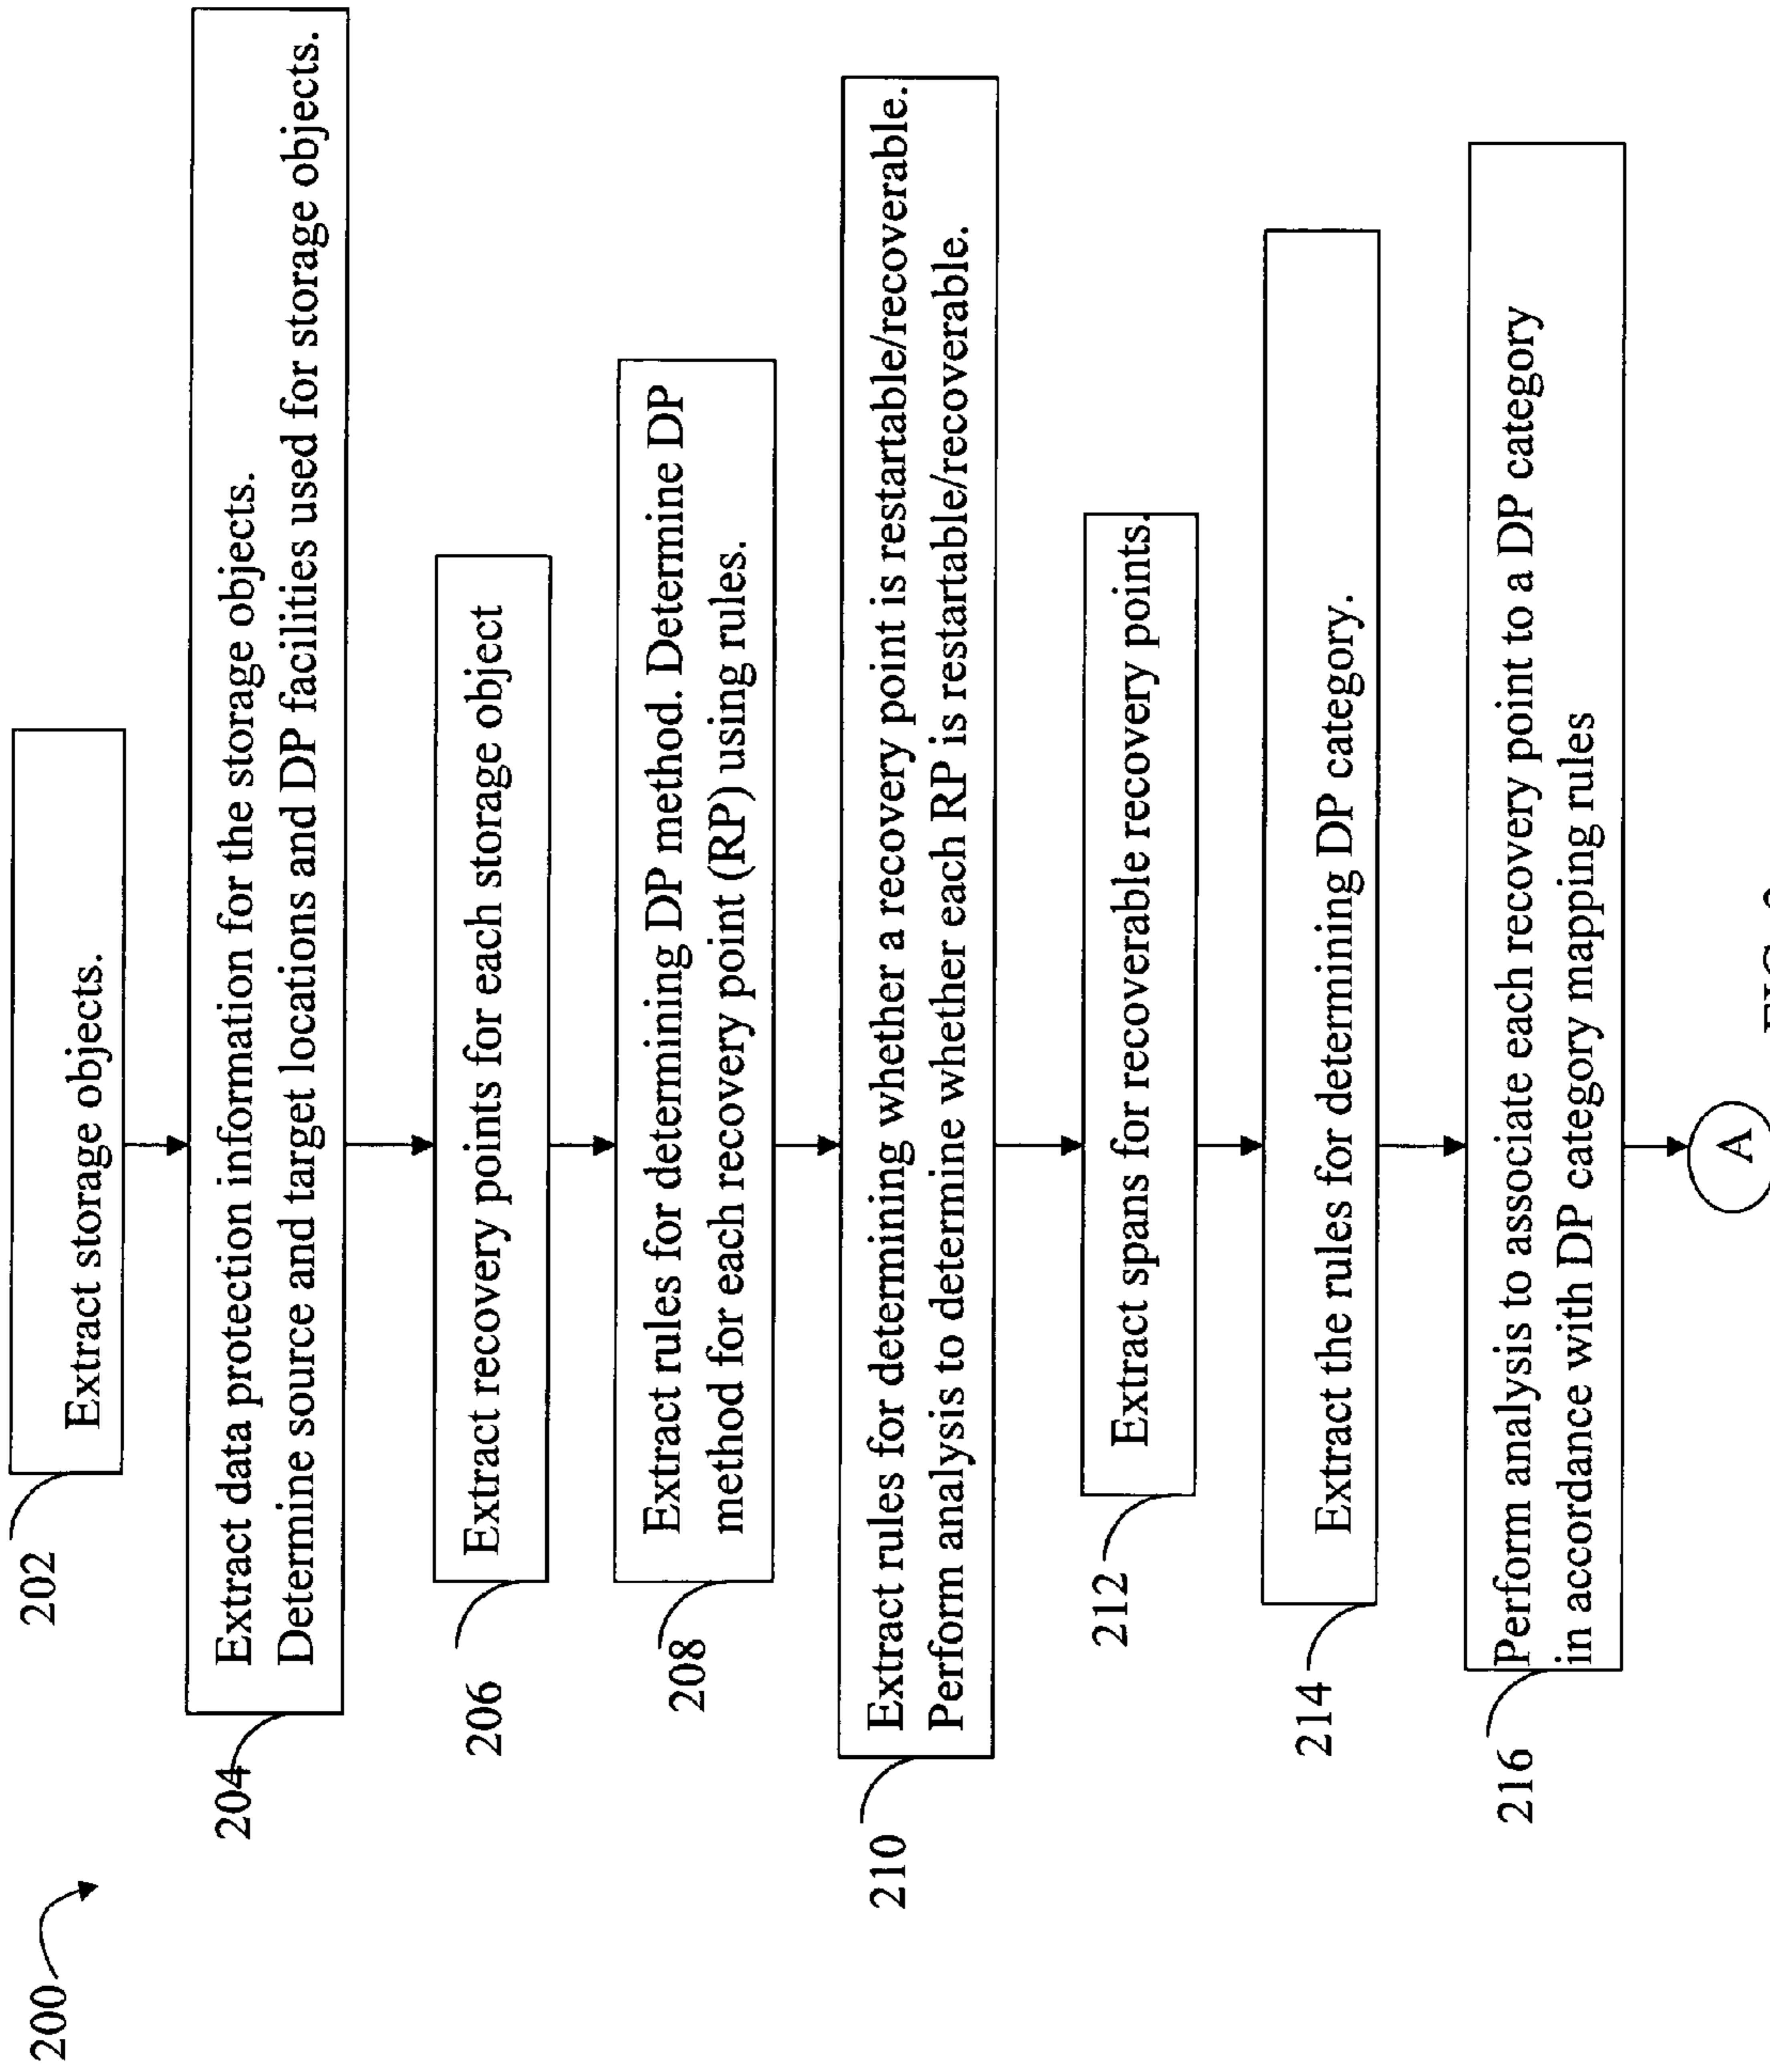 200
202
Extract storage objects.
204
Extract data protection information for the storage objects.
Determine source and target locations and DP facilities used for storage objects.
206
Extract recovery points for each storage object
208
Extract rules for determining DP method. Determine DP
method for each recovery point (RP) using rules.
210
Extract rules for determining whether a recovery point is restartable/recoverable.
Perform analysis to determine whether each RP is restartable/recoverable.
212
Extract spans for recoverable recovery points.
214
Extract the rules for determining DP category.
216
Perform analysis to associate each recovery point to a DP category
in accordance with DP category mapping rules
A